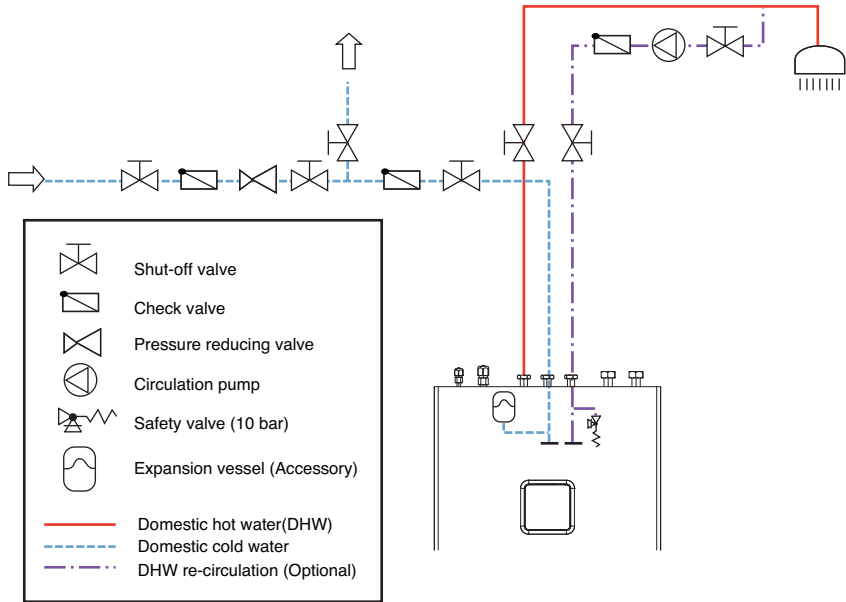 Shut-off valve
Check valve
Pressure reducing valve
Circulation pump
Safety valve (10 bar)
Expansion vessel (Accessory)
Domestic hot water(DHW)
Domestic cold water
DHW re-circulation (Optional)